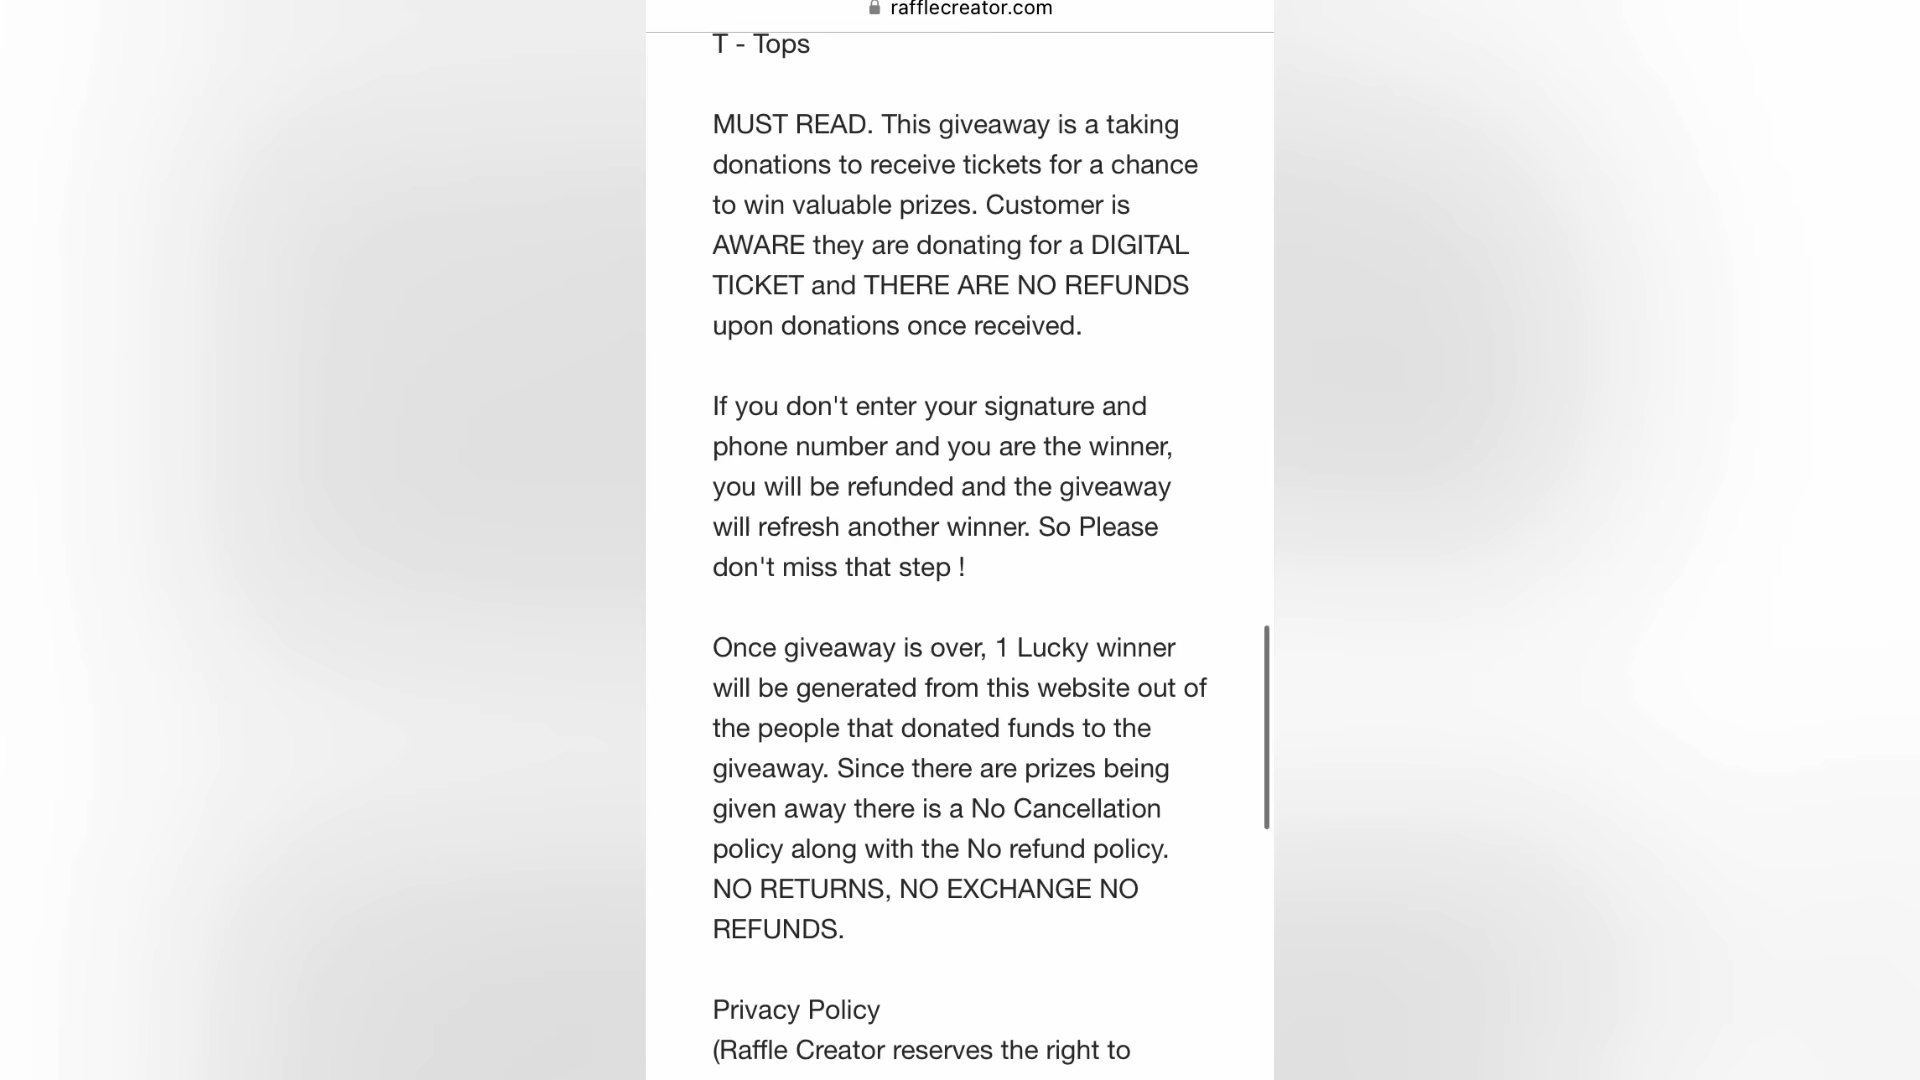 rafflecreator.com
T - Tops
MUST READ. This giveaway is a taking
donations to receive tickets for a chance
to win valuable prizes. Customer is
AWARE they are donating for a DIGITAL
TICKET and THERE ARE NO REFUNDS
upon donations once received.
If you don't enter your signature and
phone number and you are the winner,
you will be refunded and the giveaway
will refresh another winner. So Please
don't miss that step !
Once giveaway is over, 1 Lucky winner
will be generated from this website out of
the people that donated funds to the
giveaway. Since there are prizes being
given away there is a No Cancellation
policy along with the No refund policy.
NO RETURNS, NO EXCHANGE NO
REFUNDS.
Privacy Policy
(Raffle Creator reserves the right to